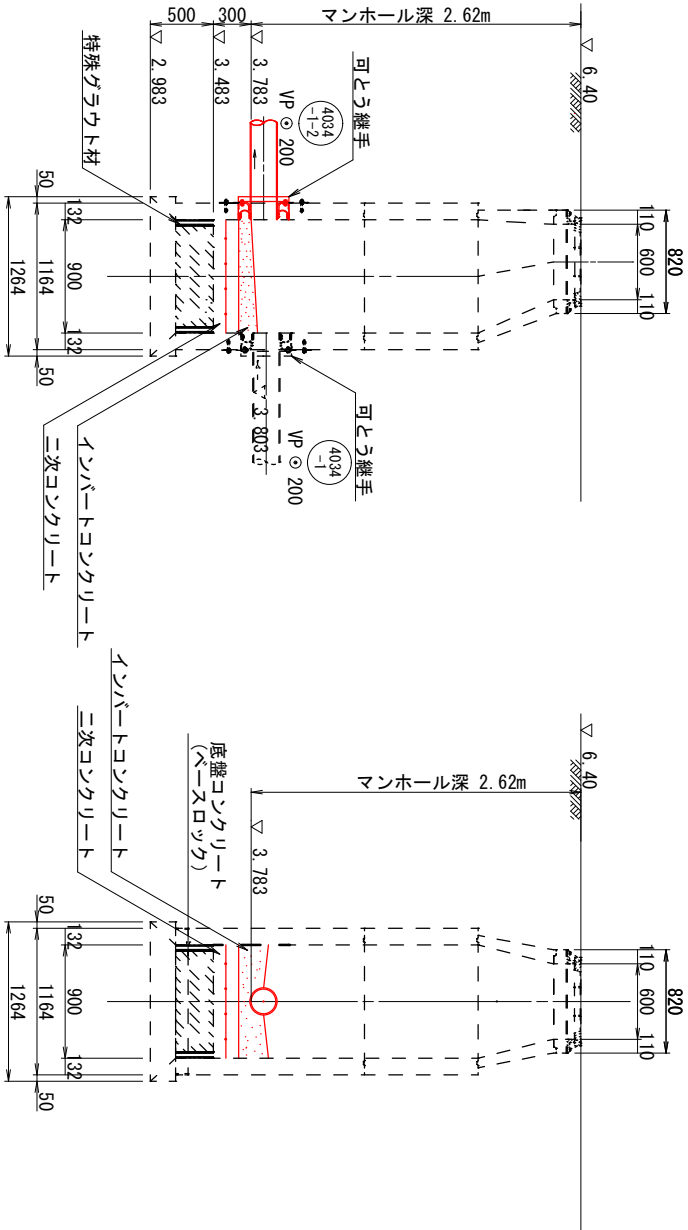 500
300
マンホール深 2.62m
▽ 6.40
▽ 3.783
▽ 3.483
▽ 2.983
可とう継手
4034
-1-2
VP ⊙ 200
特殊グラウト材
50
132
900
132
50
1164
1264
820
110
600
110
3.803
可とう継手
4034
-1
VP ⊙ 200
インバートコンクリート
二次コンクリート
▽ 6.40
マンホール深 2.62m
▽ 3.783
インバートコンクリート
二次コンクリート
底盤コンクリート
(ベースロック)
50
132
900
132
50
1164
1264
820
110
600
110